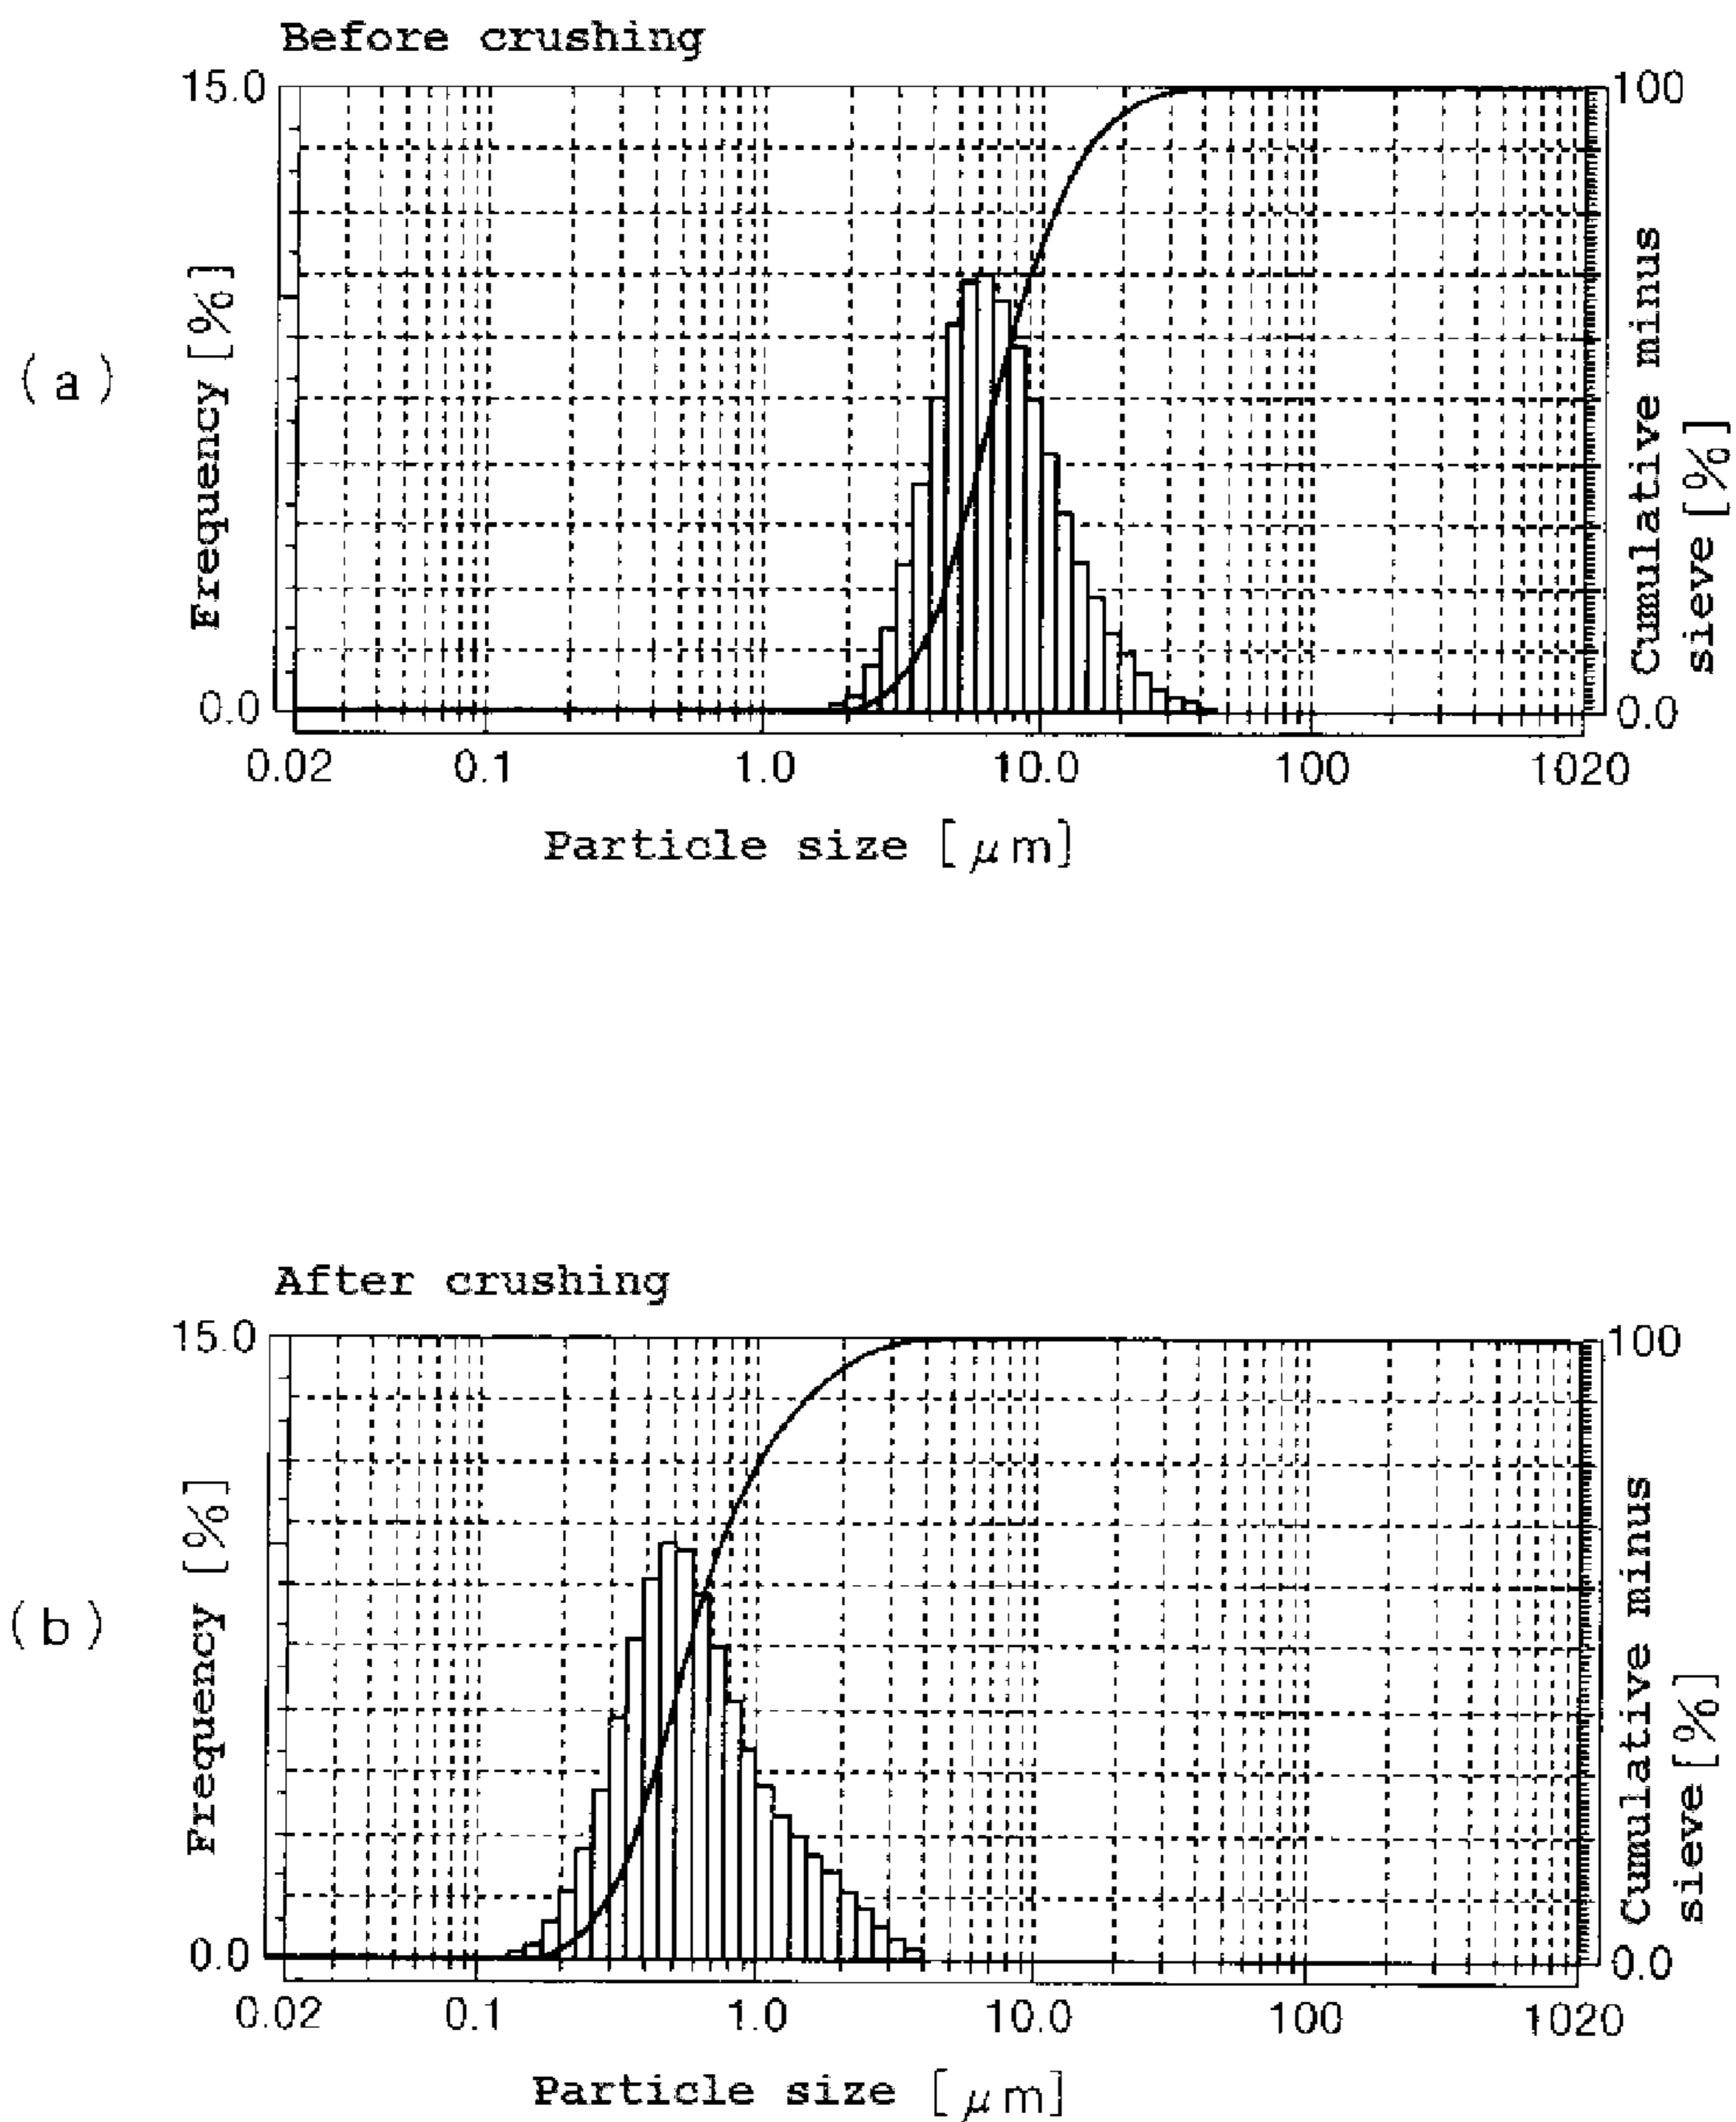 Before crushing
15.0
100
(a)
Frequency [%]
Cumulative minus
sieve [%]
0.0
0.0
0.02
0.1
1.0
10.0
100
1020
Particle size [μm]
After crushing
15.0
100
(b)
Frequency [%]
Cumulative minus
sieve [%]
0.0
0.0
0.02
0.1
1.0
10.0
100
1020
Particle size [μm]